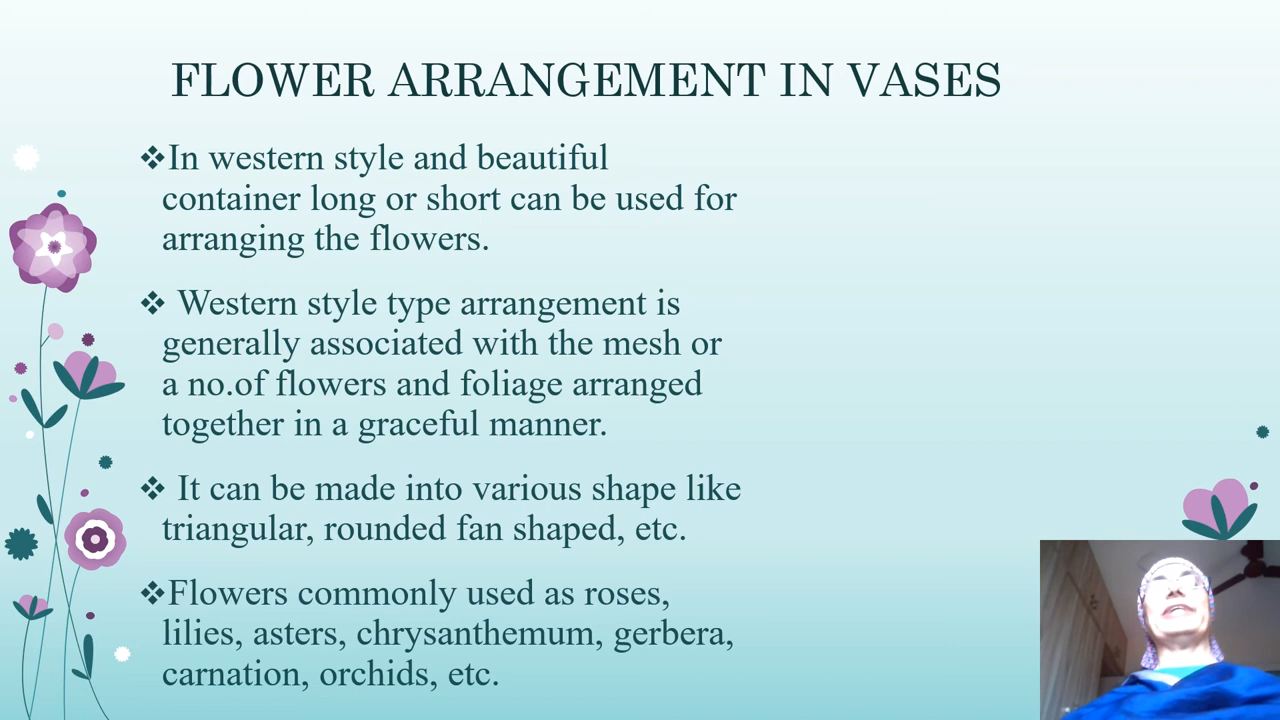 FLOWER ARRANGEMENT IN VASES
❖In western style and beautiful
container long or short can be used for
arranging the flowers.
❖ Western style type arrangement is
generally associated with the mesh or
a no.of flowers and foliage arranged
together in a graceful manner.
❖ It can be made into various shape like
triangular, rounded fan shaped, etc.
❖Flowers commonly used as roses,
lilies, asters, chrysanthemum, gerbera,
carnation, orchids, etc.